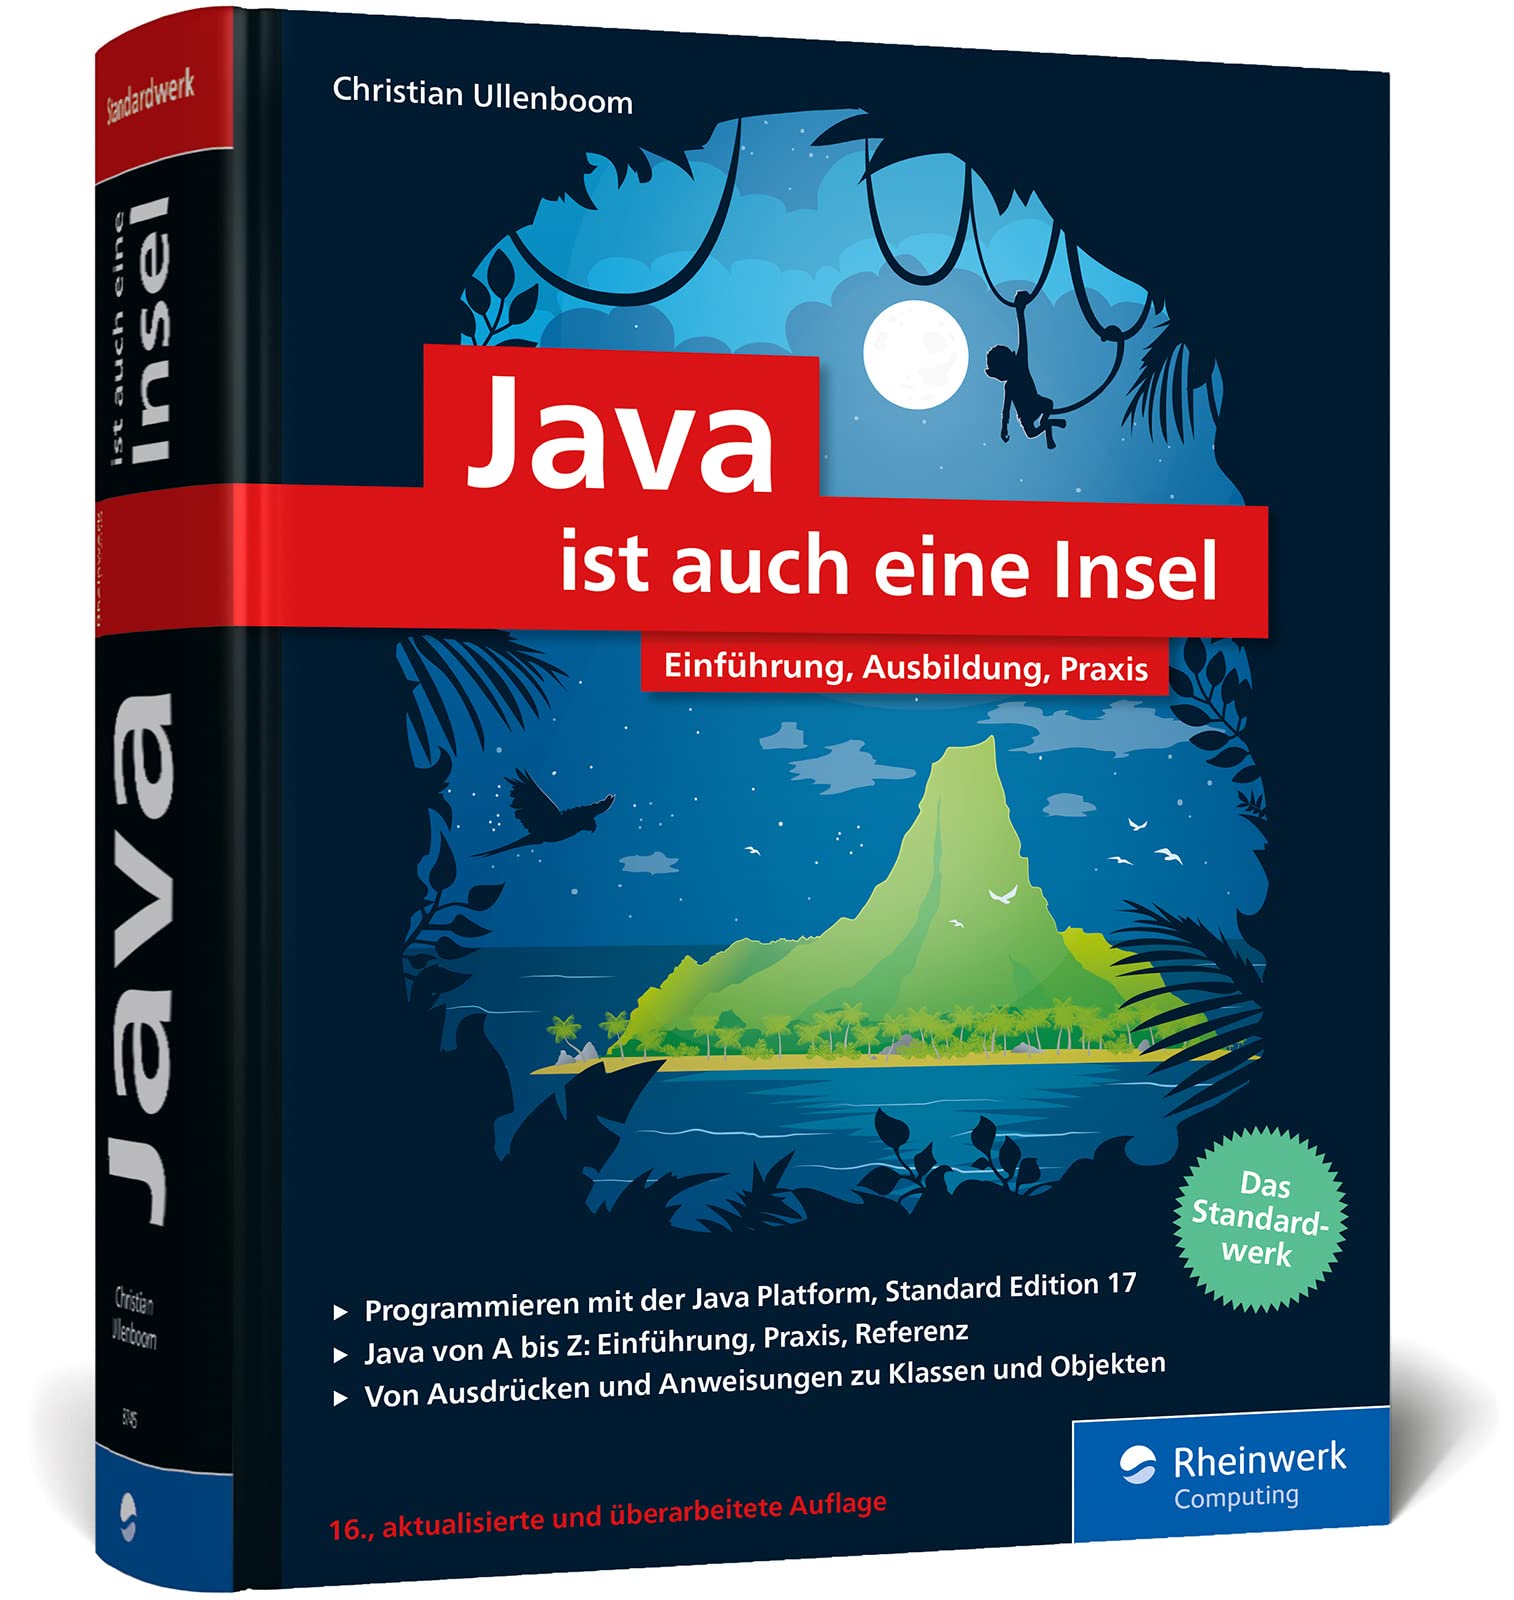 Christian Ullenboom
Java
ist auch eine Insel
Einführung, Ausbildung, Praxis
Das
Standard-
werk
Programmieren mit der Java Platform, Standard Edition 17
Java von A bis Z: Einführung, Praxis, Referenz
Von Ausdrücken und Anweisungen zu Klassen und Objekten
16., aktualisierte und überarbeitete Auflage
Rheinwerk
Computing
Standardwerk
Java
ist auch eine
Insel
Christian
Ullenboom
8745